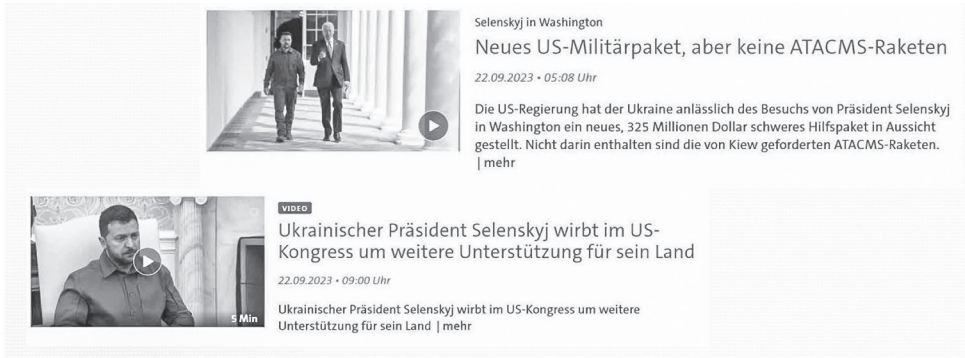 Selenskyj in Washington
Neues US-Militärpaket, aber keine ATACMS-Raketen
22.09.2023 • 05:08 Uhr
Die US-Regierung hat der Ukraine anlässlich des Besuchs von Präsident Selenskyj
in Washington ein neues, 325 Millionen Dollar schweres Hilfspaket in Aussicht
gestellt. Nicht darin enthalten sind die von Kiew geforderten ATACMS-Raketen.
| mehr
VIDEO
Ukrainischer Präsident Selenskyj wirbt im US-
Kongress um weitere Unterstützung für sein Land
22.09.2023 • 09:00 Uhr
Ukrainischer Präsident Selenskyj wirbt im US-Kongress um weitere
Unterstützung für sein Land | mehr
5 Min